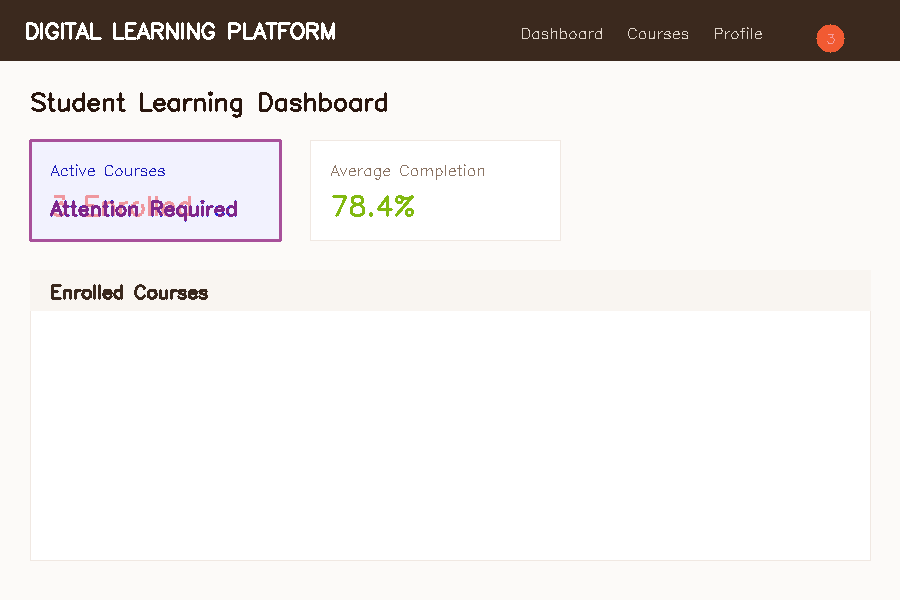 DIGITAL LEARNING PLATFORM
Dashboard Courses Profile 3
Student Learning Dashboard
Active Courses
Enrolled
Attention Required
Average Completion
78.4%
Enrolled Courses